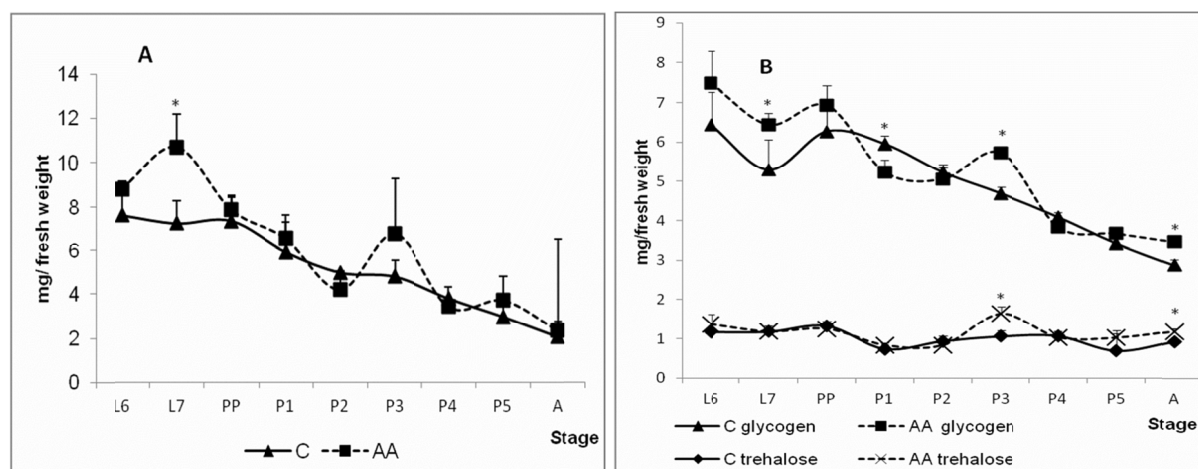 A
14
12
10
8
6
4
2
0
mg/ fresh weight
*
L6 L7 PP P1 P2 P3 P4 P5 A
Stage
C AA
B
9
8
7
6
5
4
3
2
1
0
mg/fresh weight
* * * *
* *
L6 L7 PP P1 P2 P3 P4 P5 A
Stage
C glycogen AA glycogen
C trehalose AA trehalose